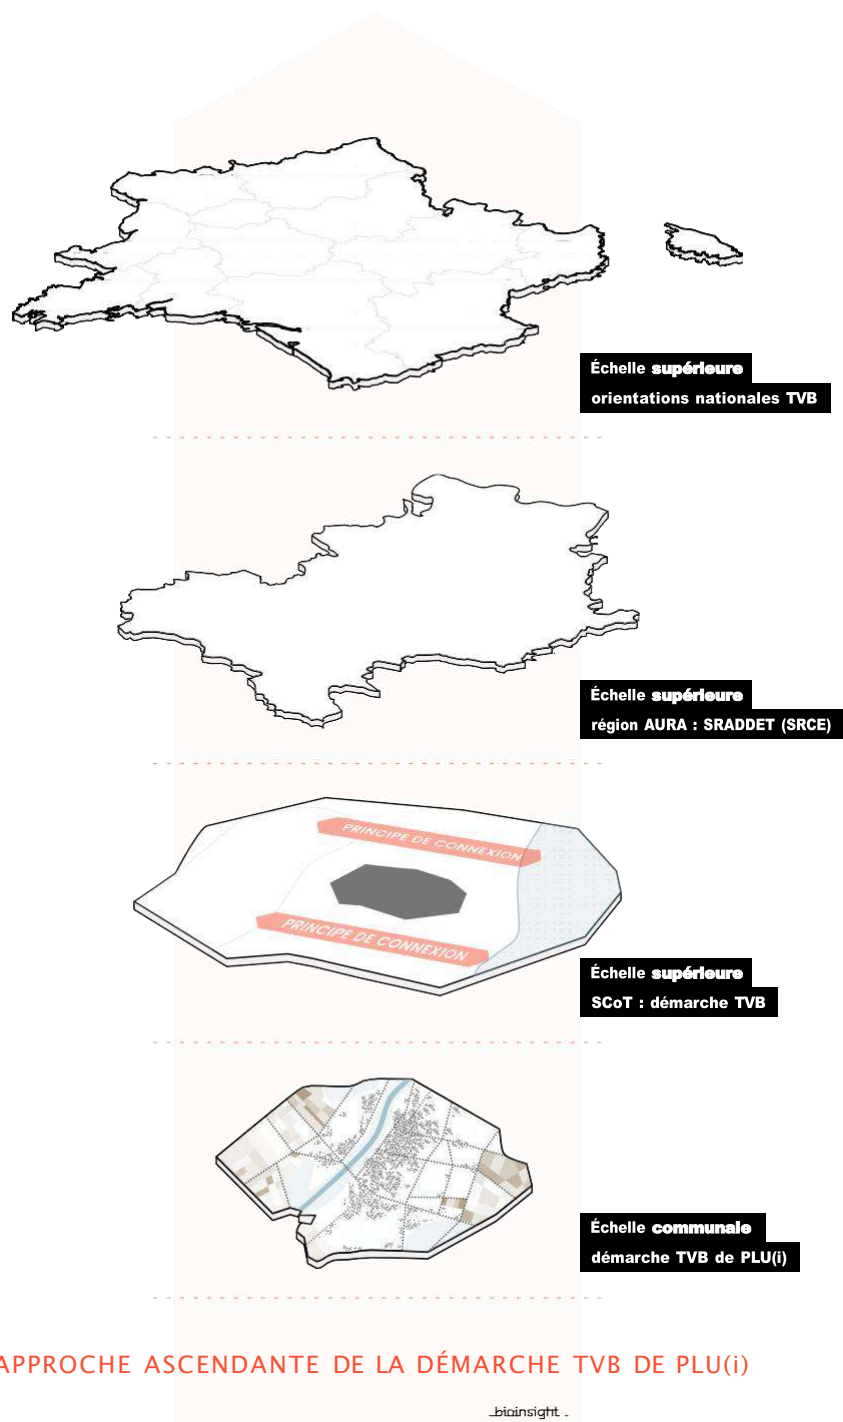 Échelle supérieure
orientations nationales TVB
Échelle supérieure
région AURA : SRADDET (SRCE)
PRINCIPE DE CONNEXION
PRINCIPE DE CONNEXION
Échelle supérieure
SCoT : démarche TVB
Échelle communale
démarche TVB de PLU(i)
APPROCHE ASCENDANTE DE LA DÉMARCHE TVB DE PLU(i)
bioinsight